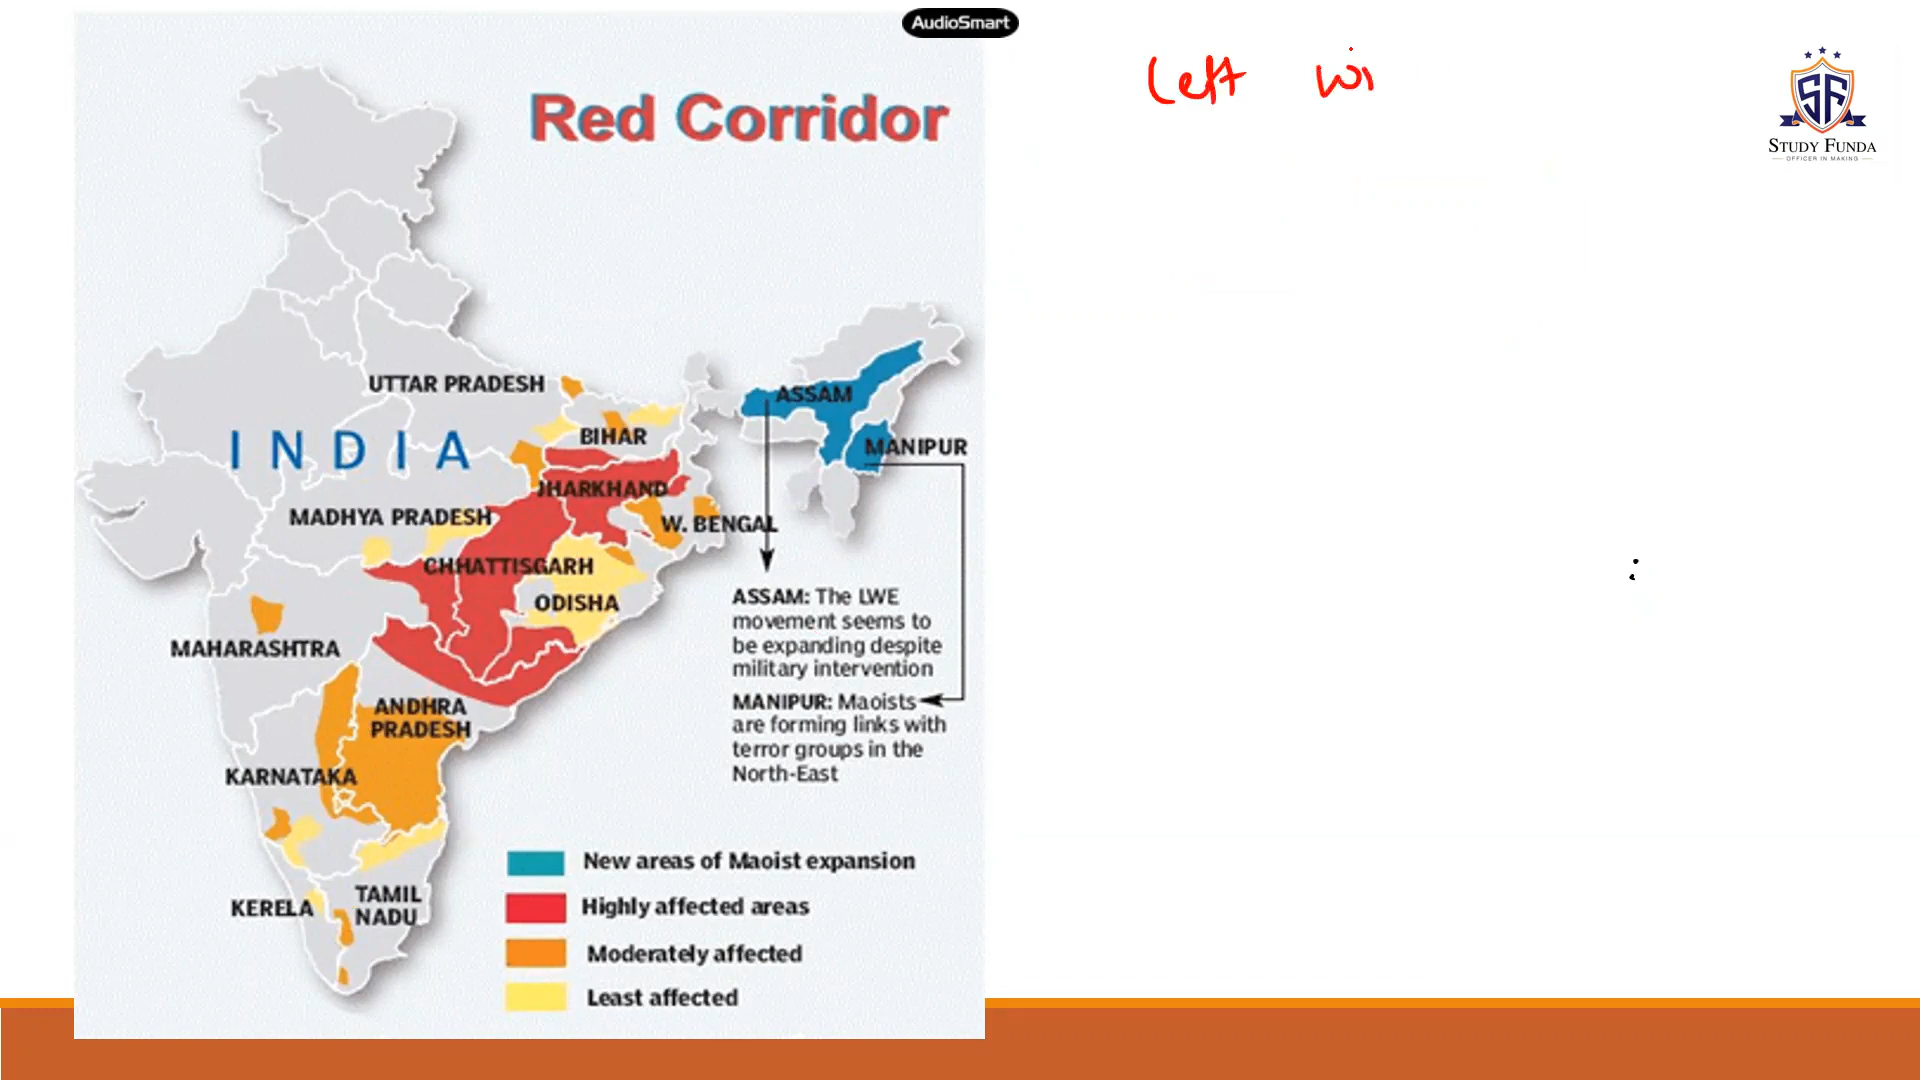 AudioSmart
Left Wi
Red Corridor
STUDY FUNDA
OFFICER IN MAKING
UTTAR PRADESH
ASSAM
BIHAR
INDIA
MANIPUR
JHARKHAND
MADHYA PRADESH
W. BENGAL
CHHATTISGARH
ODISHA
MAHARASHTRA
ASSAM: The LWE
movement seems to
be expanding despite
military intervention
MANIPUR: Maoists
are forming links with
terror groups in the
North-East
ANDHRA
PRADESH
KARNATAKA
KERELA
TAMIL
NADU
New areas of Maoist expansion
Highly affected areas
Moderately affected
Least affected